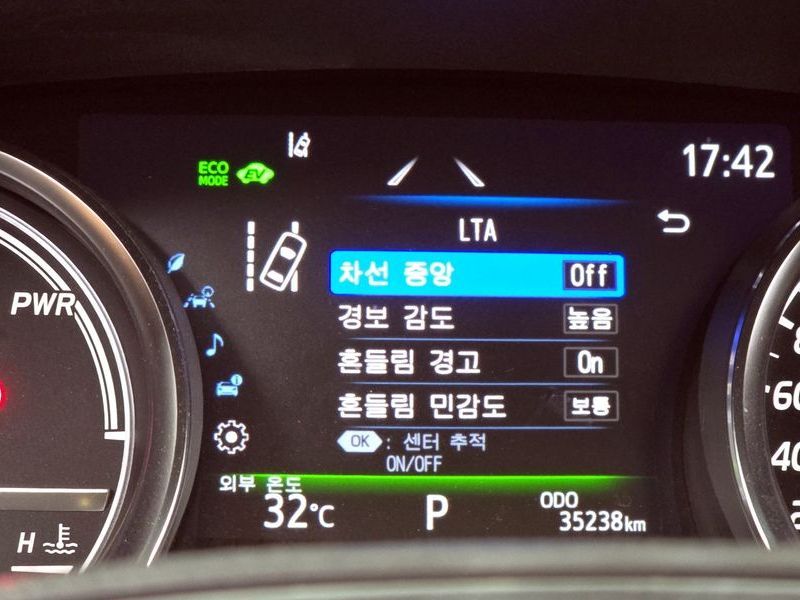 17:42
ECO
MODE
EV
LTA
차선 중앙 Off
경보 감도 높음
흔들림 경고 On
흔들림 민감도 보통
OK : 센터 추적
ON/OFF
외부 온도
32℃
P
ODO
35238km
PWR
H
60
40